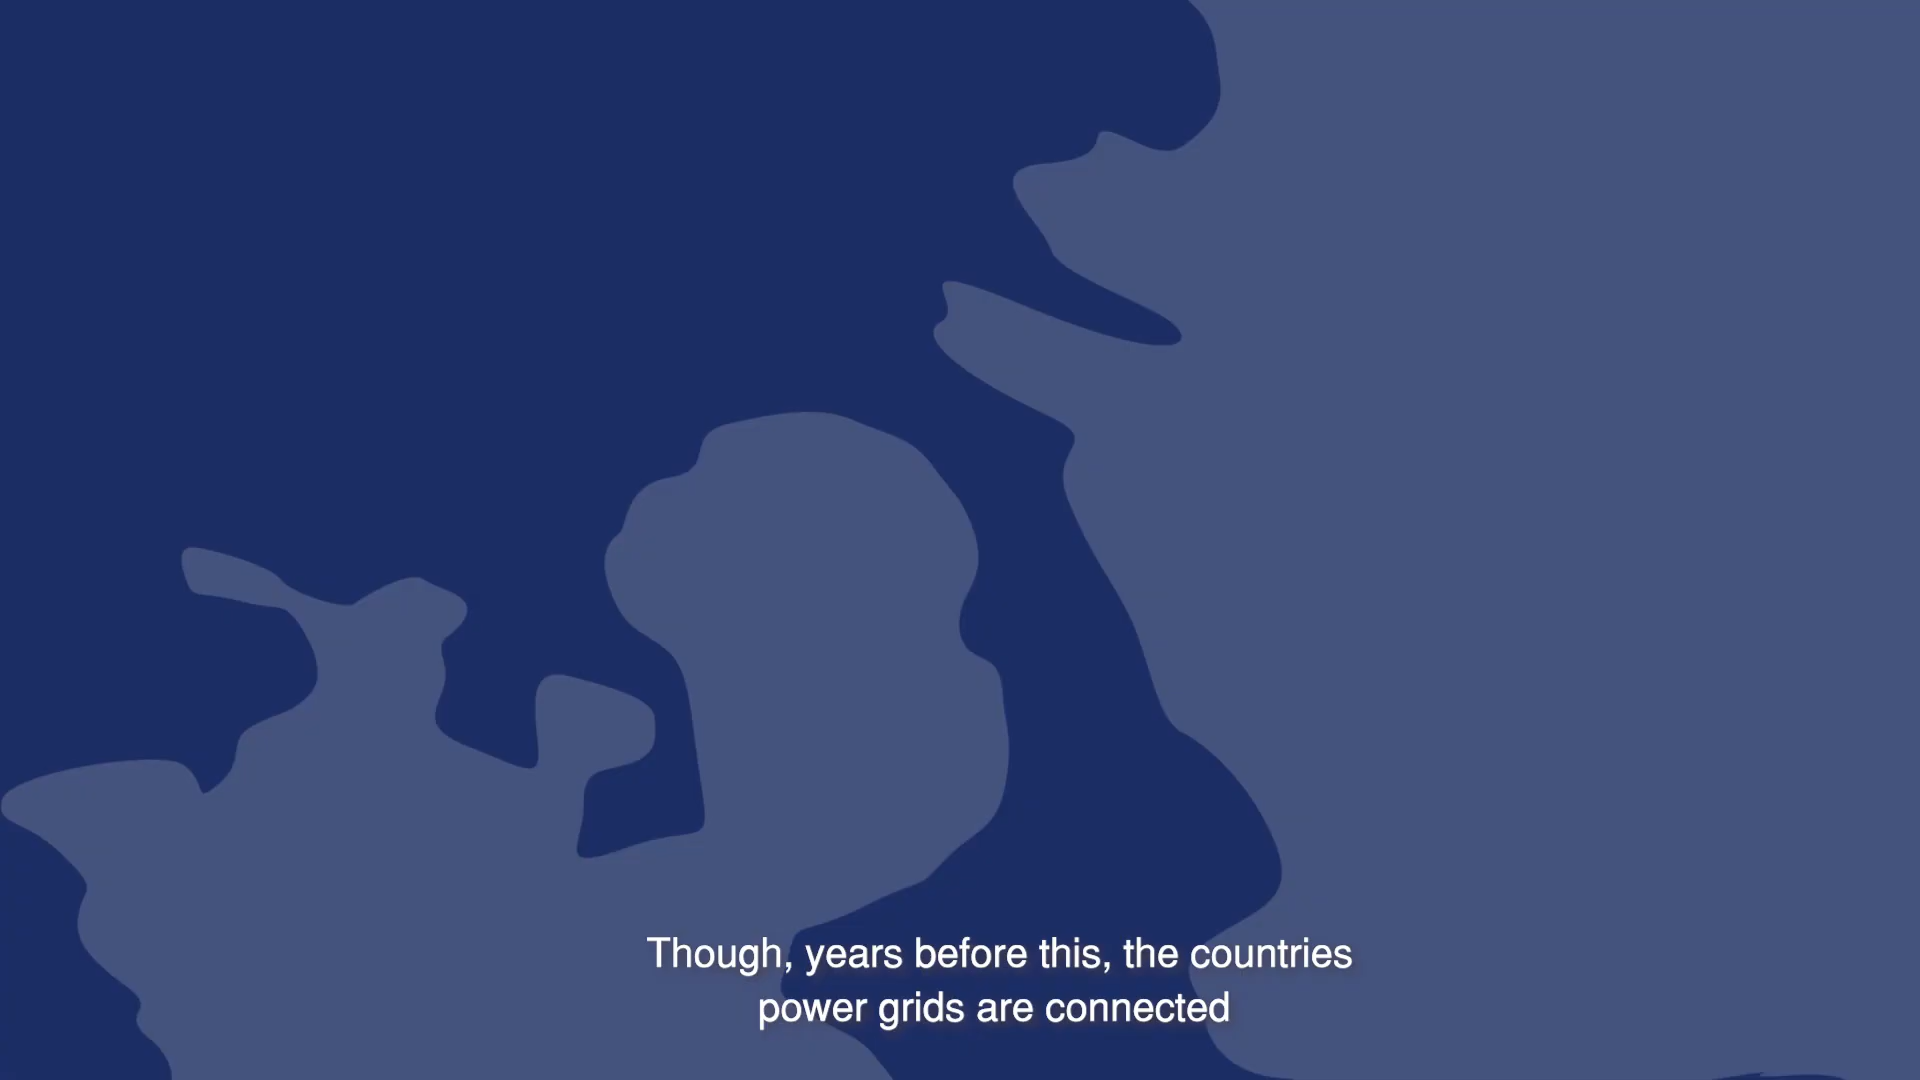 Though, years before this, the countries
power grids are connected